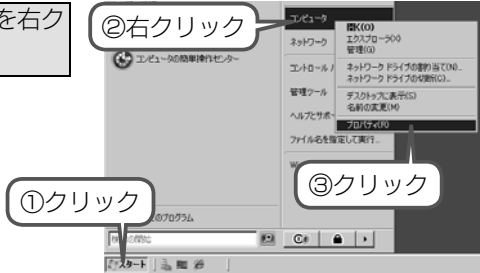 を右ク
②右クリック
コンピュータ
ネットワーク
コントロール
管理ツール
ヘルプとサポー
ファイル名を指定して実行...
コンピュータの簡単操作センター
開く(O)
エクスプローラ(X)
管理(G)
ネットワーク ドライブの割り当て(N)...
ネットワーク ドライブの切断(C)...
デスクトップに表示(S)
名前の変更(M)
プロパティ(R)
③クリック
①クリック
のプログラム
の開始
スタート